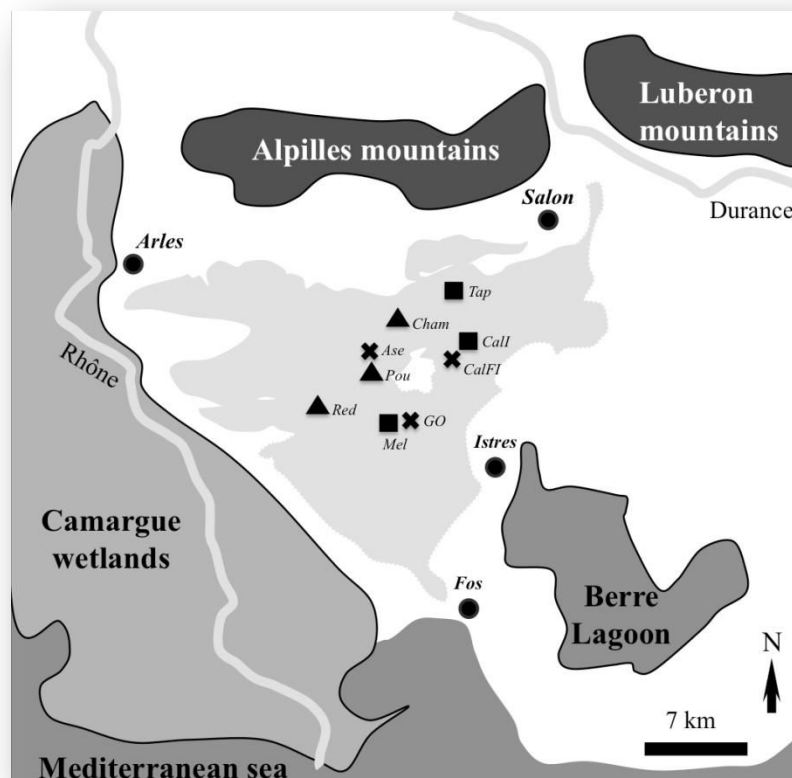 Luberon
mountains
Alpilles mountains
Durance
Salon
Arles
Tap
Cham
CalI
Ase
CalFI
Pou
Rhône
Red
GO
Mel
Istres
Camargue
wetlands
Fos
Berre
Lagoon
N
7 km
Mediterranean sea